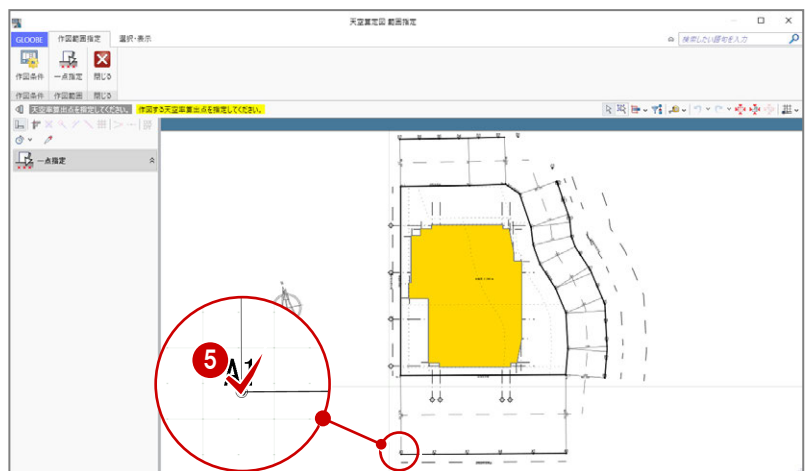 天空算定図 範囲指定
GLOOBE 作図範囲指定 選択・表示
検索したい語句を入力
作図条件 一点指定 閉じる
作図条件 作図範囲 閉じる
天空率算出点を指定してください。 作図する天空率算出点を指定してください。
一点指定
5
A1